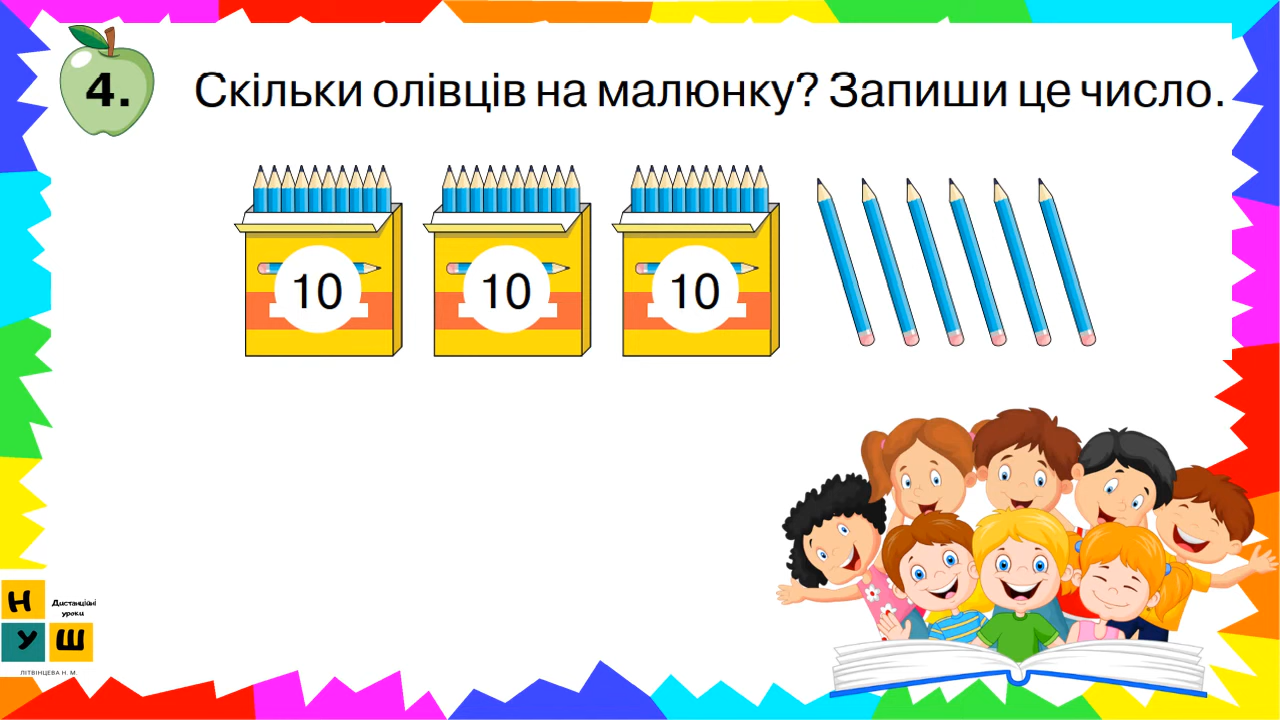 4.
Скільки олівців на малюнку? Запиши це число.
10 10 10
Н
Дистанційні
уроки
У Ш
ЛІТВІНЦЕВА Н. М.